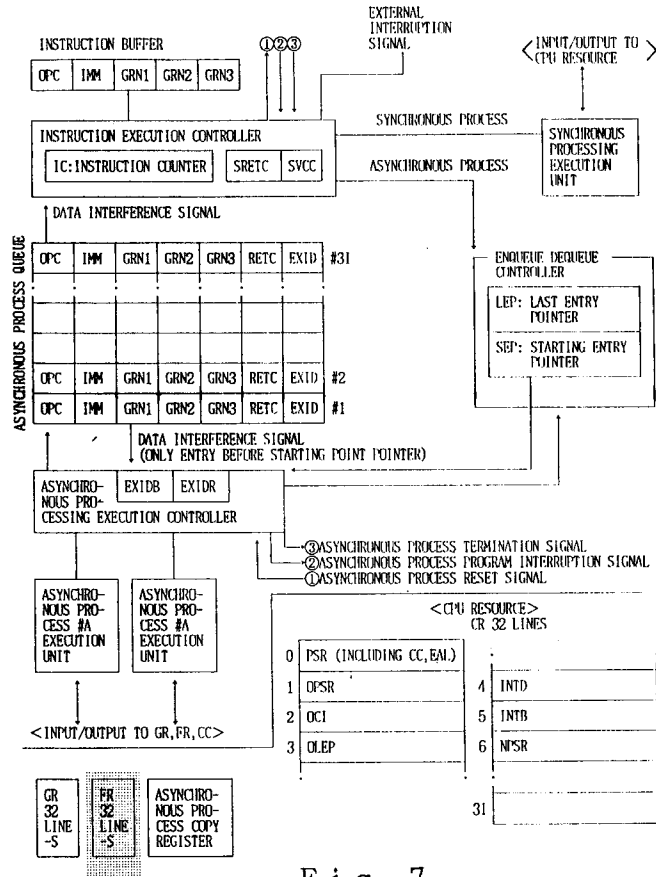 EXTERNAL
INTERRUPTION
SIGNAL
INSTRUCTION BUFFER
①②③
<INPUT/OUTPUT TO
CPU RESOURCE>
OPC IMM GRN1 GRN2 GRN3
SYNCHRONOUS PROCESS
INSTRUCTION EXECUTION CONTROLLER
IC:INSTRUCTION COUNTER SRETC SVCC
ASYNCHRONOUS PROCESS
SYNCHRONOUS
PROCESSING
EXECUTION
UNIT
DATA INTERFERENCE SIGNAL
ASYNCHRONOUS PROCESS QUEUE
OPC IMM GRN1 GRN2 GRN3 RETC EXID #31
OPC IMM GRN1 GRN2 GRN3 RETC EXID #2
OPC IMM GRN1 GRN2 GRN3 RETC EXID #1
ENQUEUE DEQUEUE
CONTROLLER
LEP: LAST ENTRY
POINTER
SEP: STARTING ENTRY
POINTER
DATA INTERFERENCE SIGNAL
(ONLY ENTRY BEFORE STARTING POINT POINTER)
ASYNCHRO-
NOUS PRO-
CESSING EXECUTION CONTROLLER
EXIDB EXIDR
③ASYNCHRONOUS PROCESS TERMINATION SIGNAL
②ASYNCHRONOUS PROCESS PROGRAM INTERRUPTION SIGNAL
①ASYNCHRONOUS PROCESS RESET SIGNAL
ASYNCHRO-
NOUS PRO-
CESS #A
EXECUTION
UNIT
ASYNCHRO-
NOUS PRO-
CESS #A
EXECUTION
UNIT
<INPUT/OUTPUT TO GR,FR,CC>
<CPU RESOURCE>
CR 32 LINES
0 PSR (INCLUDING CC,EAL)
1 OPSR
2 OCI
3 OLEP
4 INTD
5 INTB
6 NPSR
31
GR
32
LINE
-S
FR
32
LINE
-S
ASYNCHRO-
NOUS PRO-
CESS COPY
REGISTER
Fig. 7